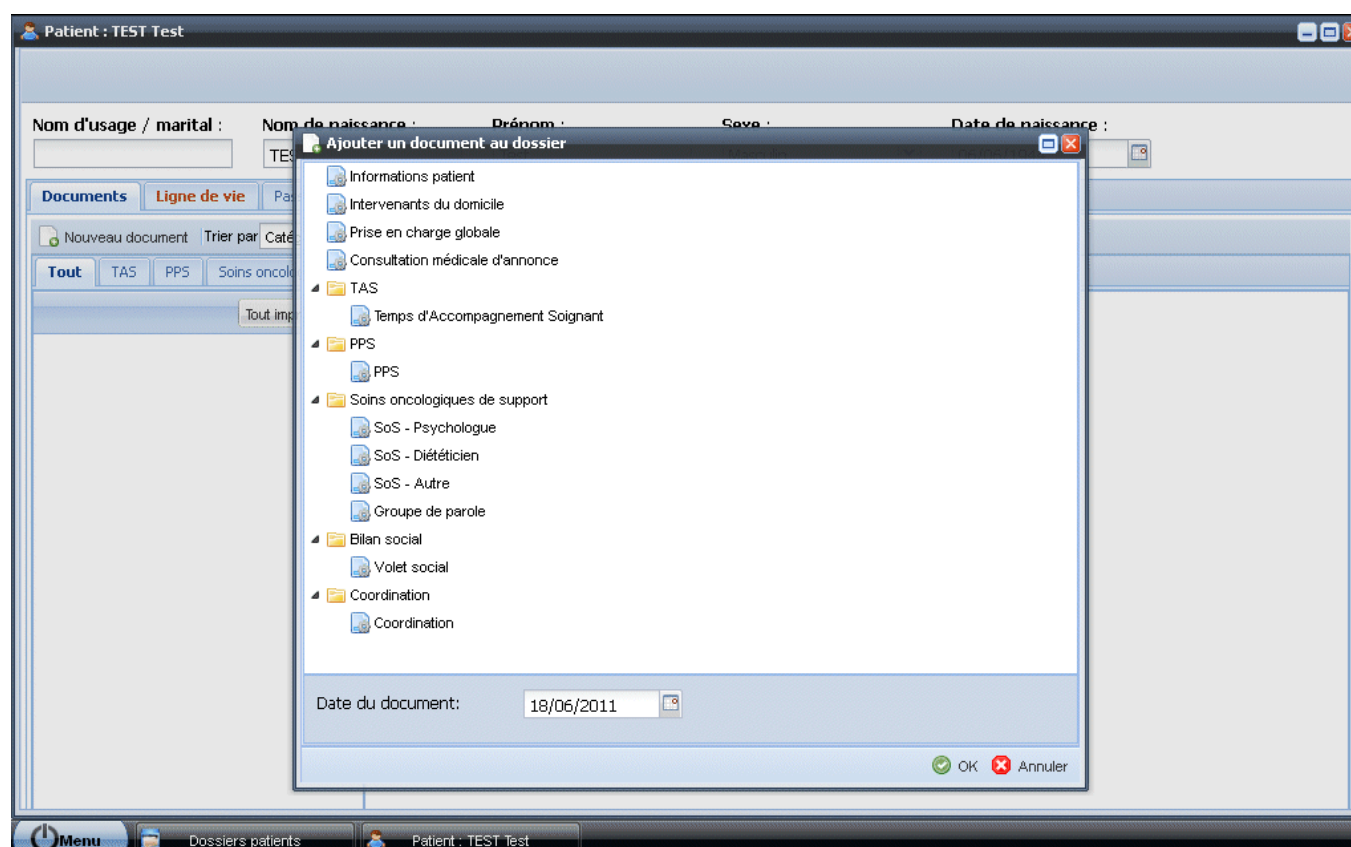 Patient : TEST Test
Nom d'usage / marital : Nom de naissance : Prénom : Sexe : Date de naissance :
Ajouter un document au dossier
Documents Ligne de vie
Nouveau document Trier par
Tout TAS PPS Soins
Tout
Informations patient
Intervenants du domicile
Prise en charge globale
Consultation médicale d'annonce
TAS
Temps d'Accompagnement Soignant
PPS
PPS
Soins oncologiques de support
SoS - Psychologue
SoS - Diététicien
SoS - Autre
Groupe de parole
Bilan social
Volet social
Coordination
Coordination
Date du document: 18/06/2011
OK Annuler
Menu Dossiers patients Patient : TEST Test